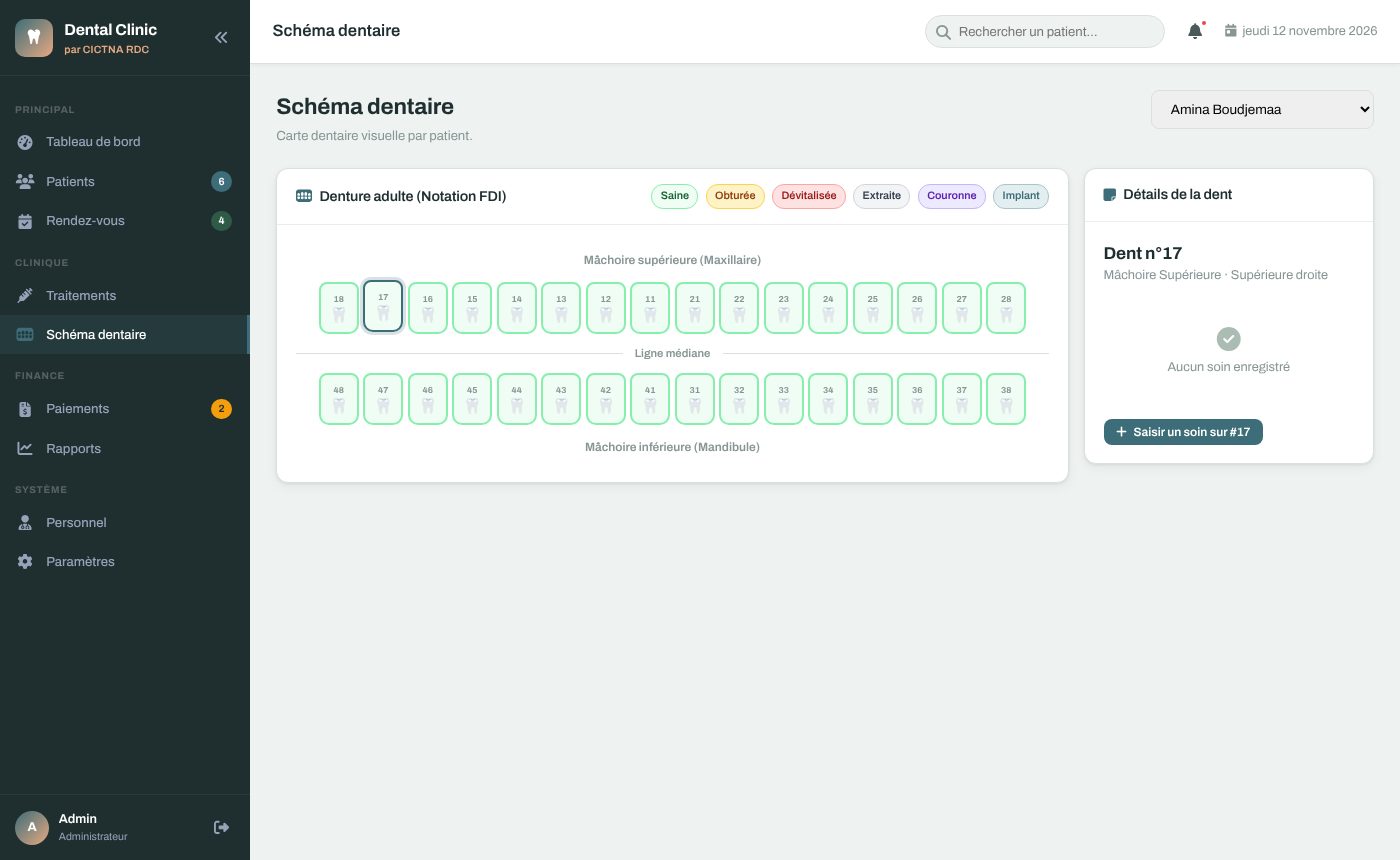 Dental Clinic
par CICTNA RDC
PRINCIPAL
Tableau de bord
Patients 6
Rendez-vous 4
CLINIQUE
Traitements
Schéma dentaire
FINANCE
Paiements 2
Rapports
SYSTÈME
Personnel
Paramètres
A
Admin
Administrateur
Schéma dentaire
Rechercher un patient...
jeudi 12 novembre 2026
Schéma dentaire
Carte dentaire visuelle par patient.
Amina Boudjemaa
Denture adulte (Notation FDI)
Saine Obturée Dévitalisée Extraite Couronne Implant
Mâchoire supérieure (Maxillaire)
18 17 16 15 14 13 12 11 21 22 23 24 25 26 27 28
Ligne médiane
48 47 46 45 44 43 42 41 31 32 33 34 35 36 37 38
Mâchoire inférieure (Mandibule)
Détails de la dent
Dent n°17
Mâchoire Supérieure · Supérieure droite
Aucun soin enregistré
Saisir un soin sur #17